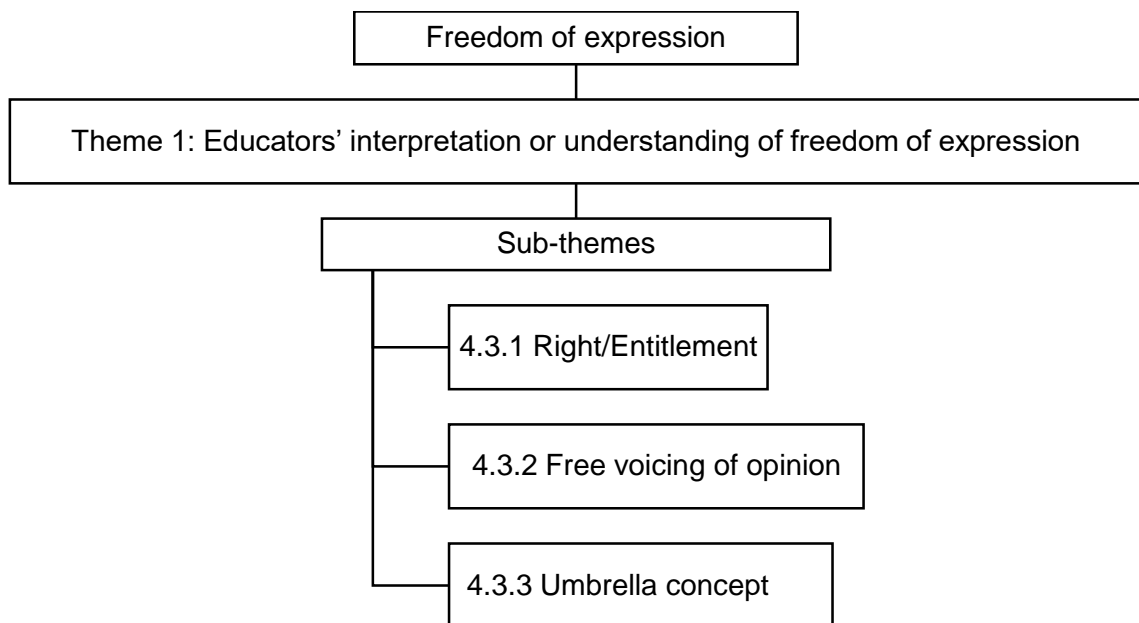 Freedom of expression
Theme 1: Educators’ interpretation or understanding of freedom of expression
Sub-themes
4.3.1 Right/Entitlement
4.3.2 Free voicing of opinion
4.3.3 Umbrella concept